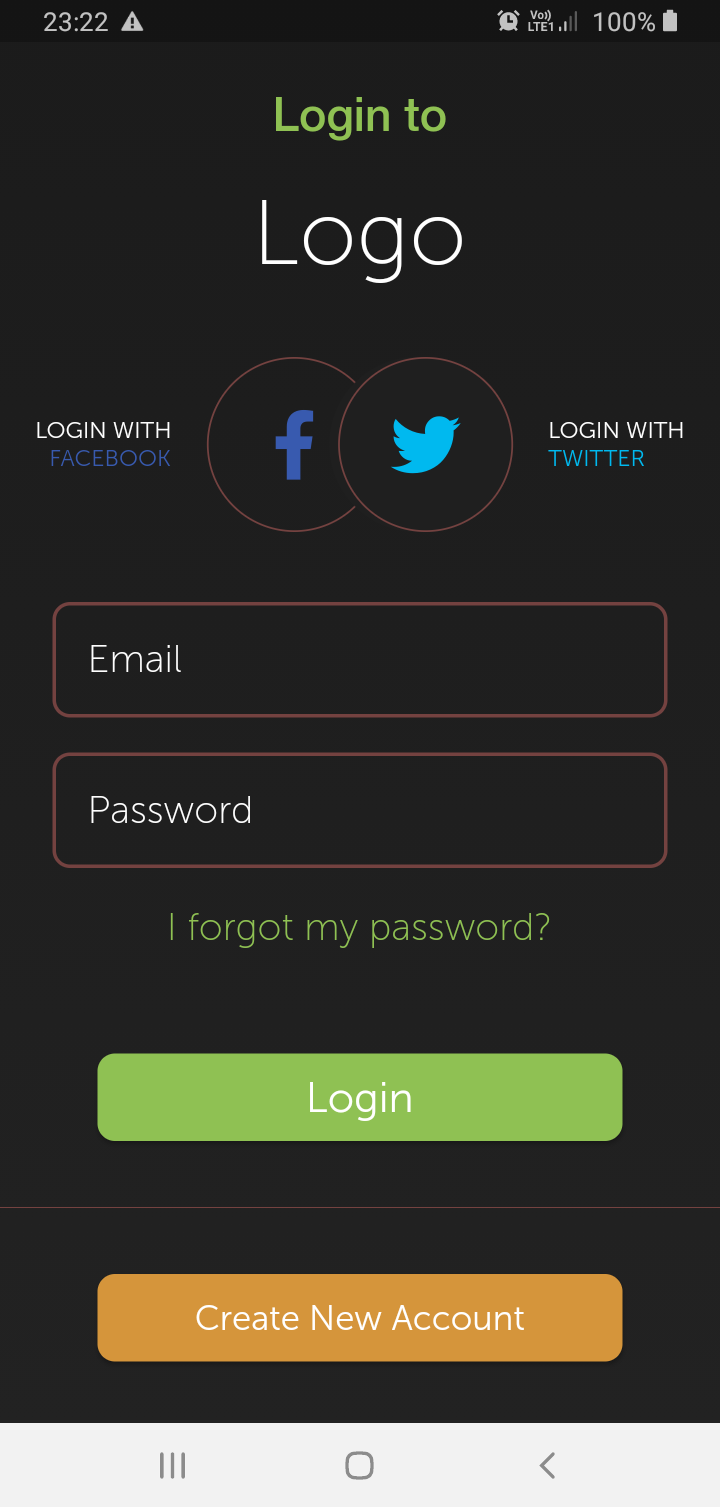 23:22 Vo)) LTE1 100%
Login to
Logo
LOGIN WITH
FACEBOOK
LOGIN WITH
TWITTER
Email
Password
I forgot my password?
Login
Create New Account